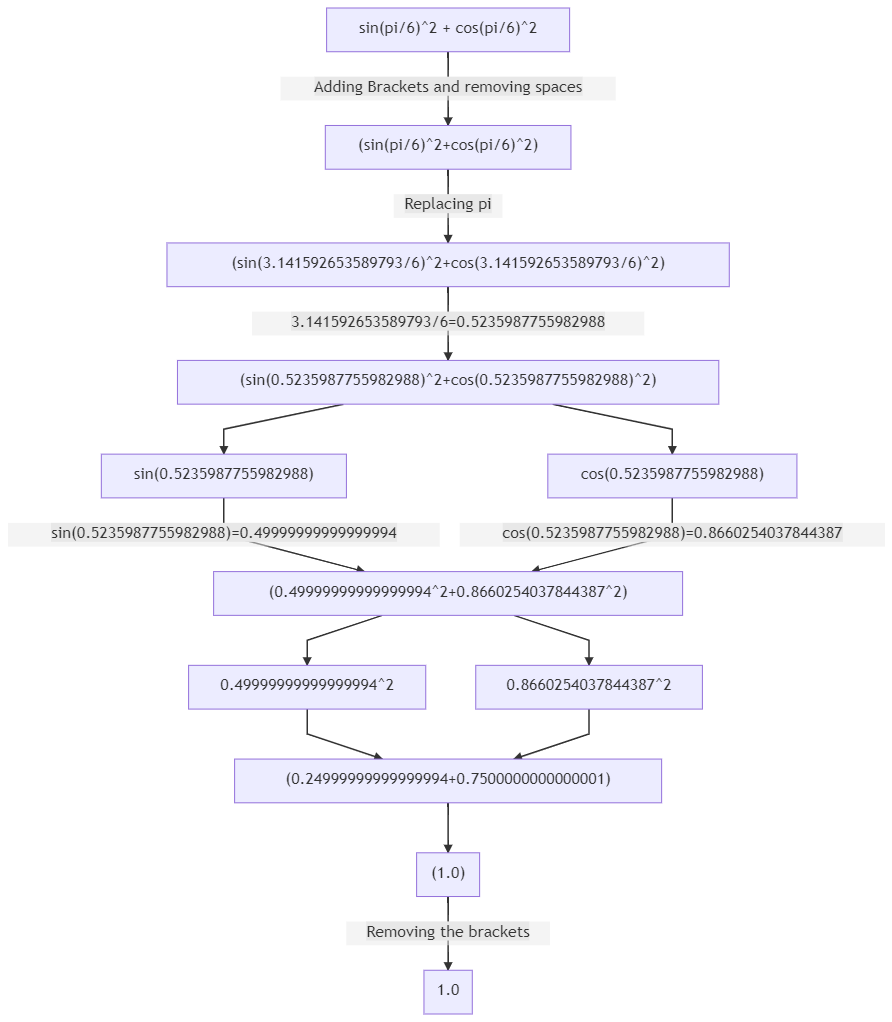 sin(pi/6)^2 + cos(pi/6)^2
Adding Brackets and removing spaces
(sin(pi/6)^2+cos(pi/6)^2)
Replacing pi
(sin(3.141592653589793/6)^2+cos(3.141592653589793/6)^2)
3.141592653589793/6=0.5235987755982988
(sin(0.5235987755982988)^2+cos(0.5235987755982988)^2)
sin(0.5235987755982988)
cos(0.5235987755982988)
sin(0.5235987755982988)=0.49999999999999994
cos(0.5235987755982988)=0.8660254037844387
(0.49999999999999994^2+0.8660254037844387^2)
0.49999999999999994^2
0.8660254037844387^2
(0.24999999999999994+0.7500000000000001)
(1.0)
Removing the brackets
1.0